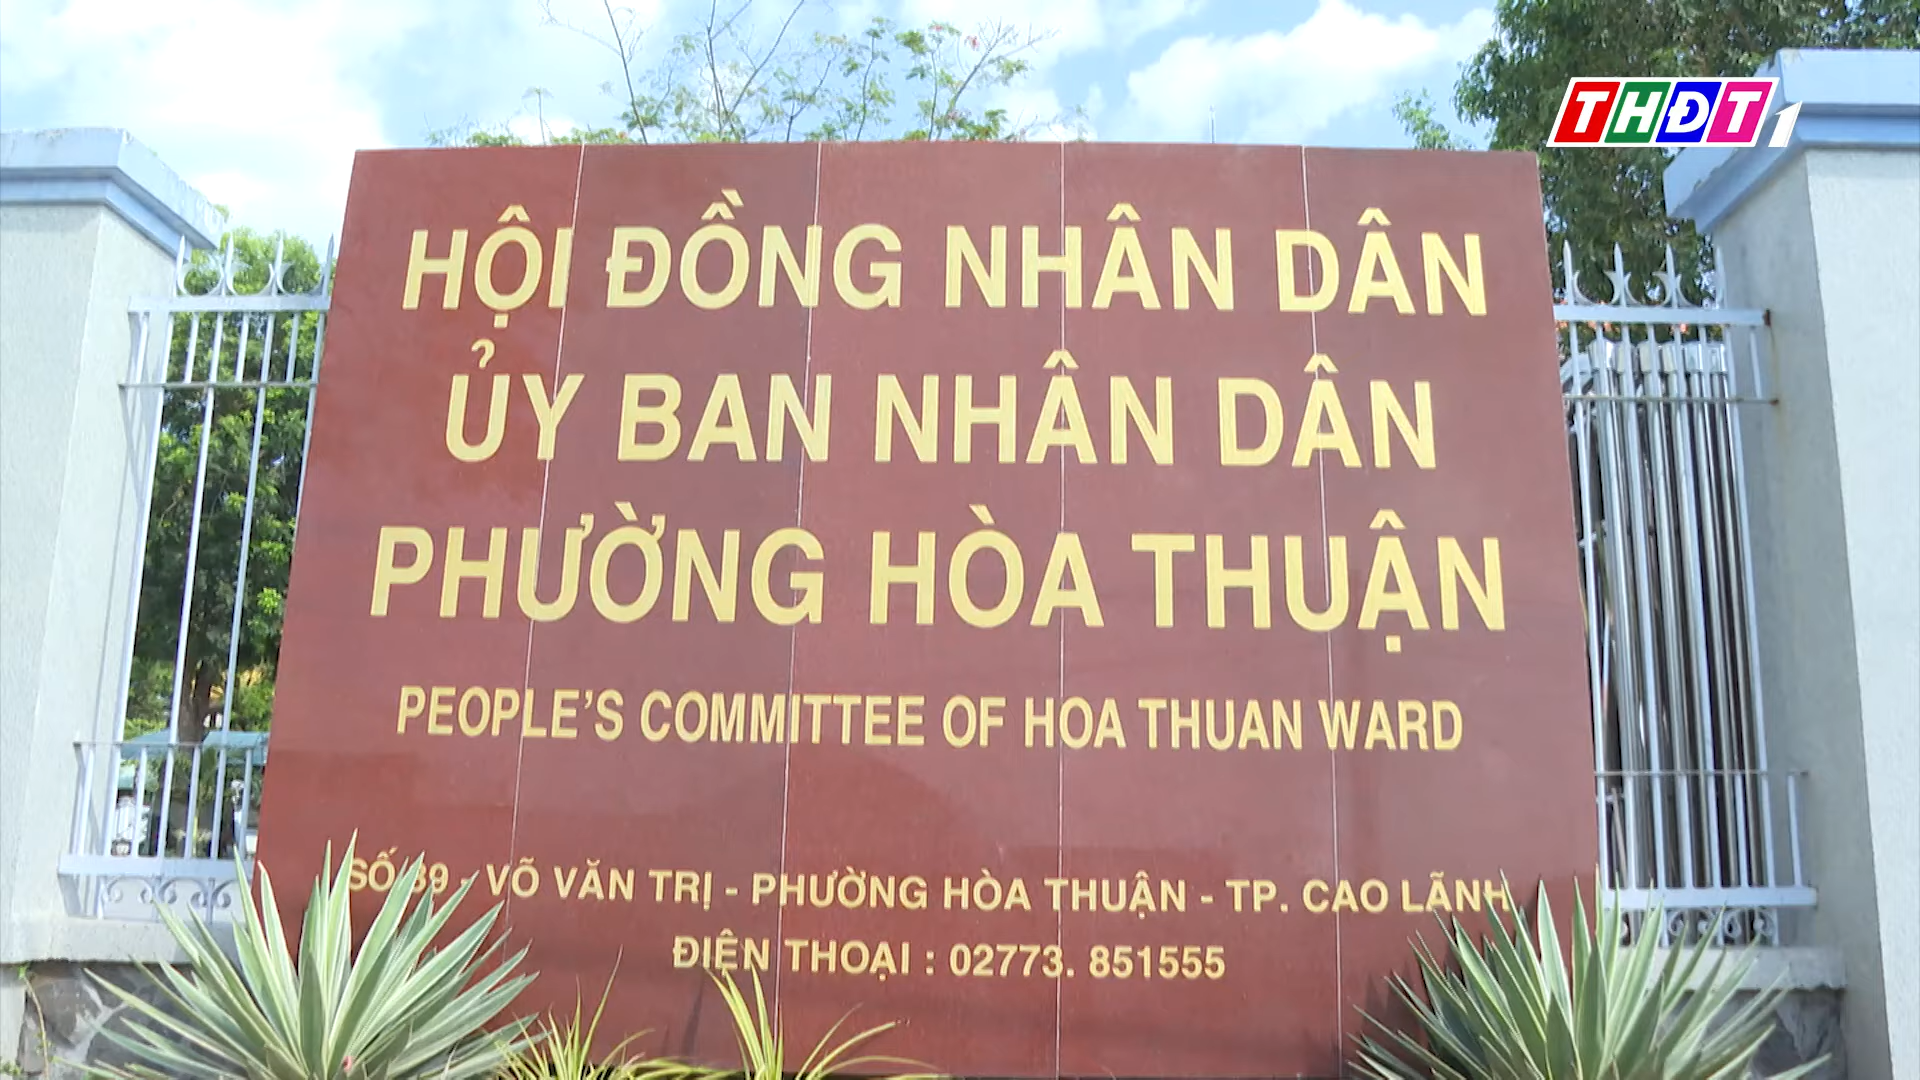 THĐT1
HỘI ĐỒNG NHÂN DÂN
ỦY BAN NHÂN DÂN
PHƯỜNG HÒA THUẬN
PEOPLE'S COMMITTEE OF HOA THUAN WARD
SỐ 89 - VÕ VĂN TRỊ - PHƯỜNG HÒA THUẬN - TP. CAO LÃNH
ĐIỆN THOẠI : 02773. 851555